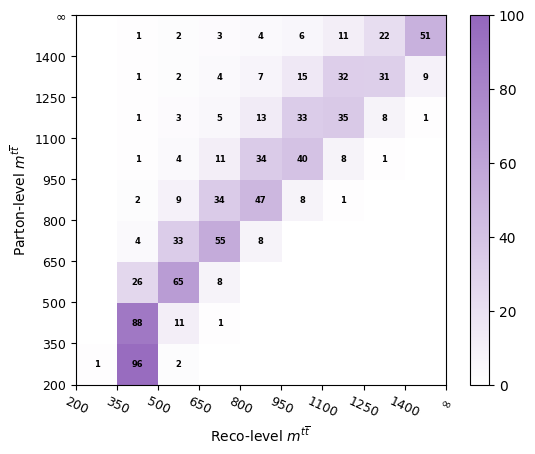 ∞ 1 2 3 4 6 11 22 51 100
1400
1 2 4 7 15 32 31 9
1250
1 3 5 13 33 35 8 1 80
1100
1 4 11 34 40 8 1
950 60
2 9 34 47 8 1
800
4 33 55 8 40
650
26 65 8
500
88 11 1 20
350
1 96 2
200 0
200 350 500 650 800 950 1100 1250 1400 ∞
Reco-level m^{tt̅}
Parton-level m^{tt̅}